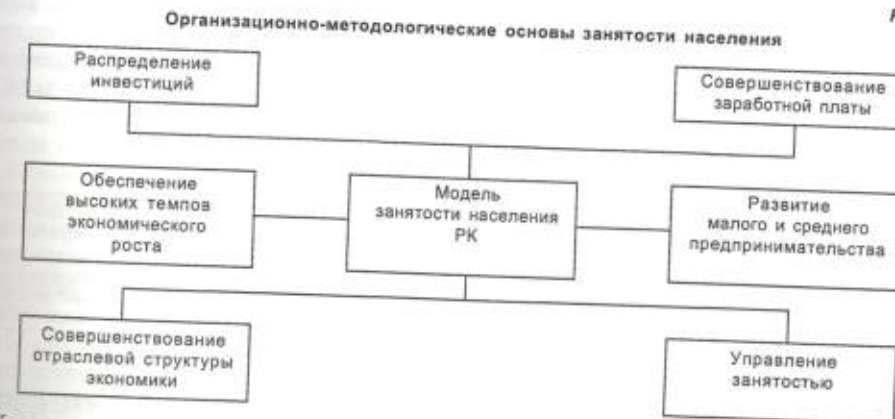 Организационно-методологические основы занятости населения
Распределение
инвестиций
Совершенствование
заработной платы
Обеспечение
высоких темпов
экономического
роста
Модель
занятости населения
РК
Развитие
малого и среднего
предпринимательства
Совершенствование
отраслевой структуры
экономики
Управление
занятостью